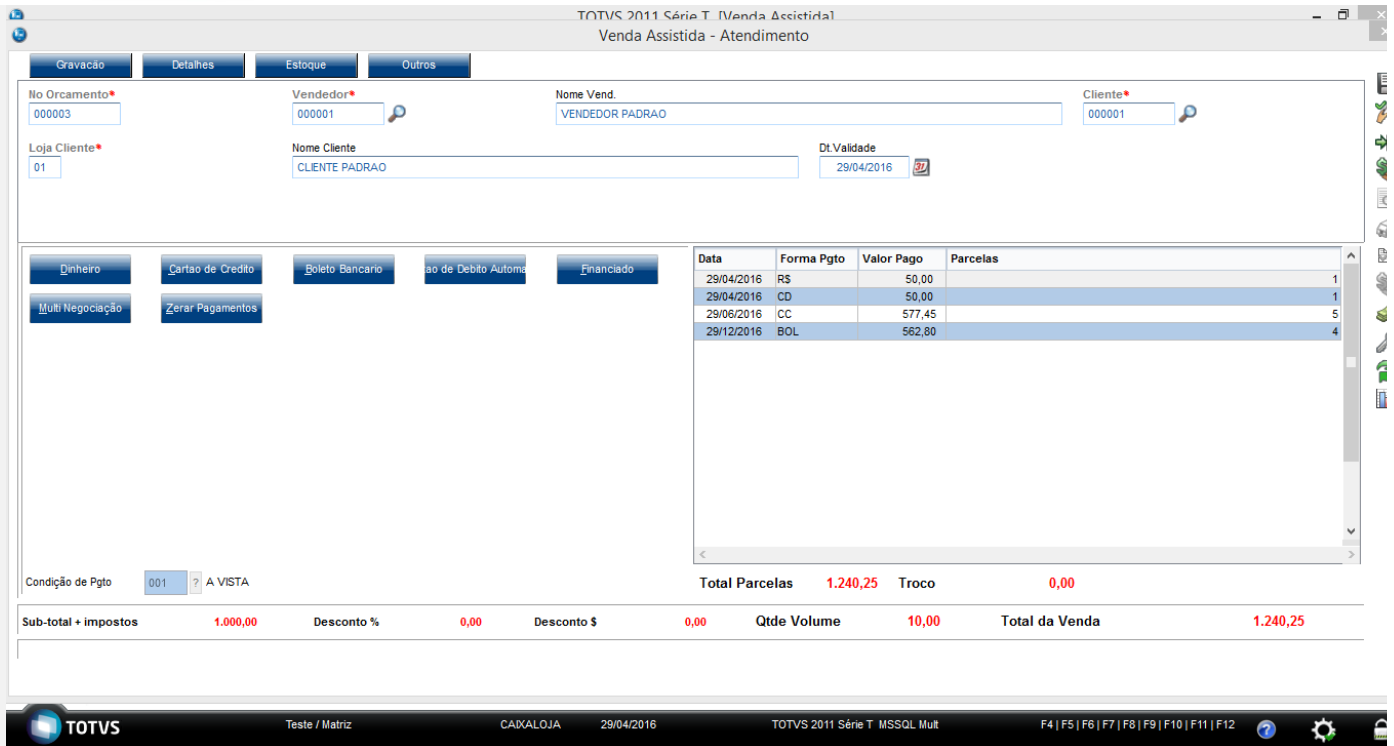 TOTVS 2011 Série T [Venda Assistida]
Venda Assistida - Atendimento
Gravacão Detalhes Estoque Outros
No Orcamento* Vendedor* Nome Vend. Cliente*
000003 000001 VENDEDOR PADRAO 000001
Loja Cliente* Nome Cliente Dt.Validade
01 CLIENTE PADRAO 29/04/2016 31
Dinheiro Cartao de Credito Boleto Bancario ao de Debito Automa Financiado
Multi Negociação Zerar Pagamentos
Data Forma Pgto Valor Pago Parcelas
29/04/2016 R$ 50,00 1
29/04/2016 CD 50,00 1
29/06/2016 CC 577,45 5
29/12/2016 BOL 562,80 4
Condição de Pgto 001 ? A VISTA
Total Parcelas 1.240,25 Troco 0,00
Sub-total + impostos 1.000,00 Desconto % 0,00 Desconto $ 0,00 Qtde Volume 10,00 Total da Venda 1.240,25
TOTVS Teste / Matriz CAIXALOJA 29/04/2016 TOTVS 2011 Série T MSSQL Mult F4 | F5 | F6 | F7 | F8 | F9 | F10 | F11 | F12 ?